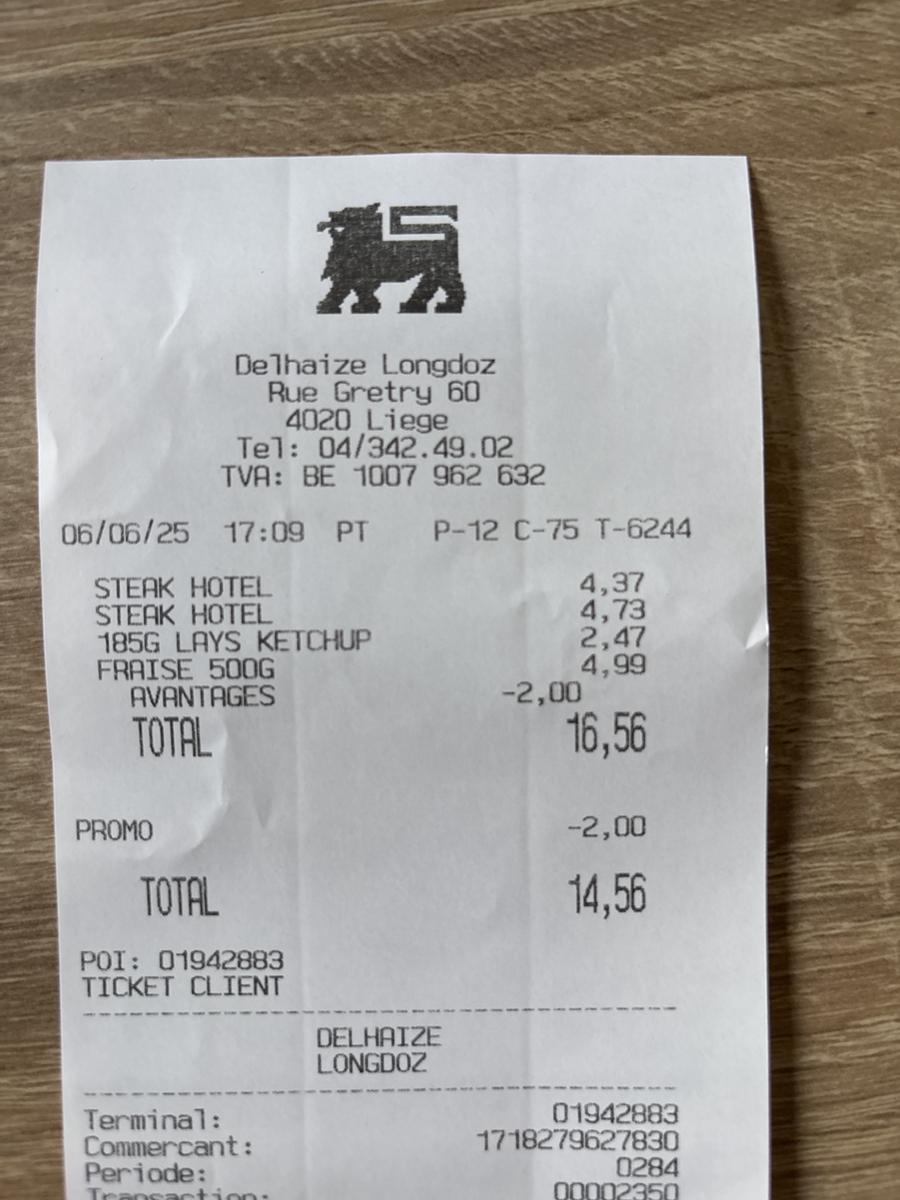 Delhaize Longdoz
Rue Gretry 60
4020 Liege
Tel: 04/342.49.02
TVA: BE 1007 962 632
06/06/25 17:09 PT P-12 C-75 T-6244
STEAK HOTEL 4,37
STEAK HOTEL 4,73
185G LAYS KETCHUP 2,47
FRAISE 500G 4,99
AVANTAGES -2,00
TOTAL 16,56
PROMO -2,00
TOTAL 14,56
POI: 01942883
TICKET CLIENT
DELHAIZE
LONGDOZ
Terminal: 01942883
Commercant: 1718279627830
Periode: 0284
Transaction: 00002350